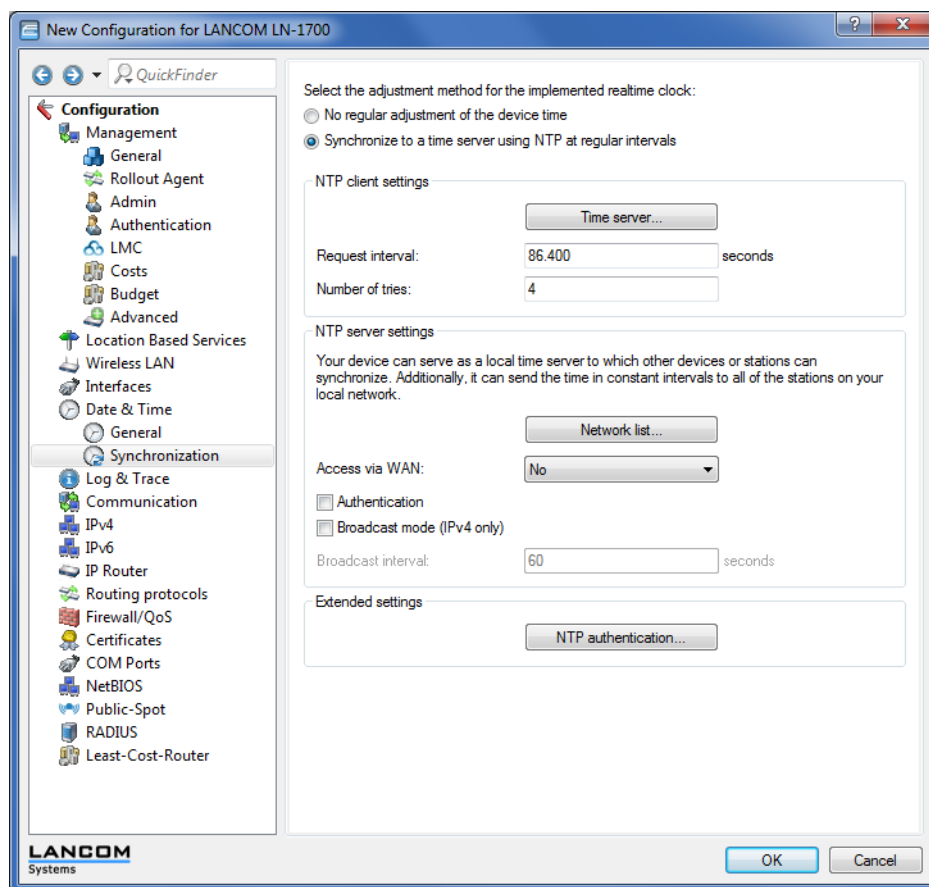 New Configuration for LANCOM LN-1700
?
QuickFinder
Configuration
Management
General
Rollout Agent
Admin
Authentication
LMC
Costs
Budget
Advanced
Location Based Services
Wireless LAN
Interfaces
Date & Time
General
Synchronization
Log & Trace
Communication
IPv4
IPv6
IP Router
Routing protocols
Firewall/QoS
Certificates
COM Ports
NetBIOS
Public-Spot
RADIUS
Least-Cost-Router
Select the adjustment method for the implemented realtime clock:
No regular adjustment of the device time
Synchronize to a time server using NTP at regular intervals
NTP client settings
Time server...
Request interval: 86.400 seconds
Number of tries: 4
NTP server settings
Your device can serve as a local time server to which other devices or stations can
synchronize. Additionally, it can send the time in constant intervals to all of the stations on your
local network.
Network list...
Access via WAN: No
Authentication
Broadcast mode (IPv4 only)
Broadcast interval: 60 seconds
Extended settings
NTP authentication...
LANCOM
Systems
OK Cancel